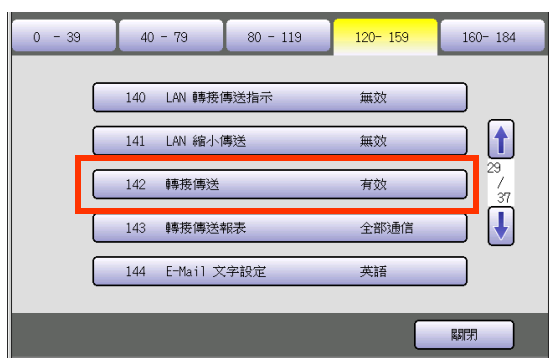 0 - 39
40 - 79
80 - 119
120- 159
160- 184
140 LAN 轉接傳送指示 無效
141 LAN 縮小傳送 無效
142 轉接傳送 有效
143 轉接傳送報表 全部通信
144 E-Mail 文字設定 英語
29
/
37
關閉